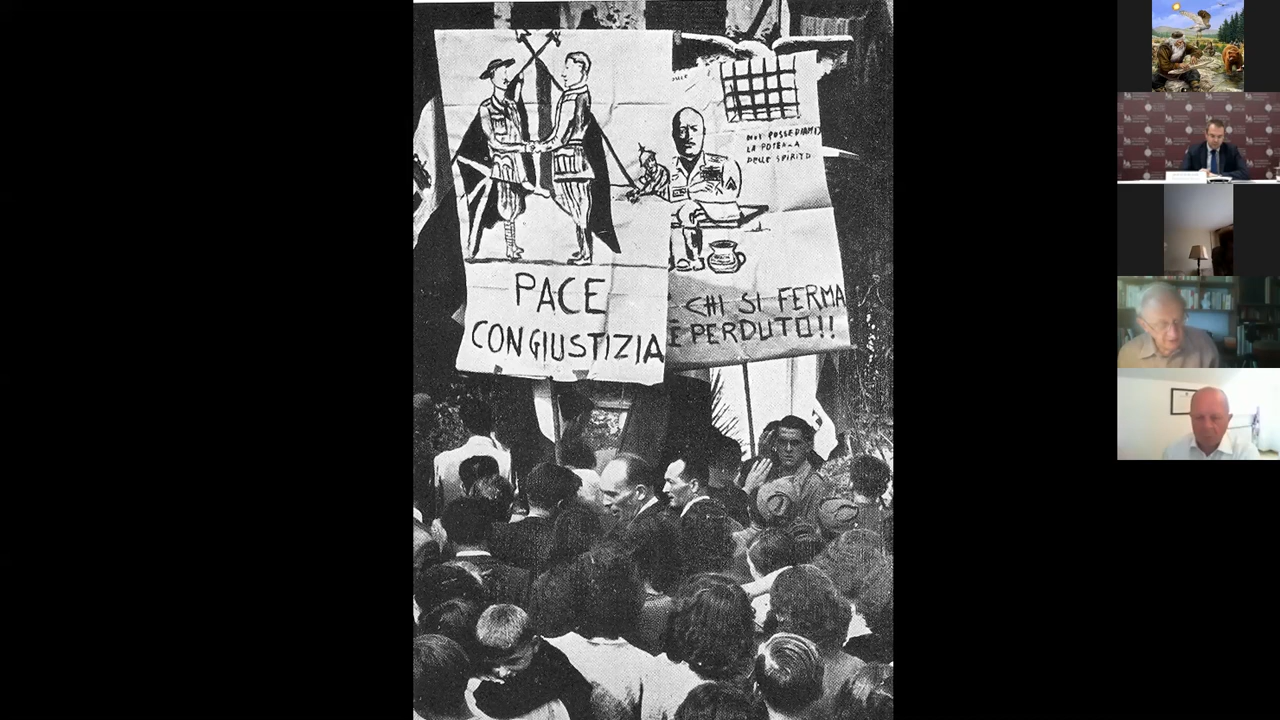 PACE
CON GIUSTIZIA
NOI POSSEDIAMO
LA POTENZA
DELLO SPIRITO
CHI SI FERMA
È PERDUTO!!